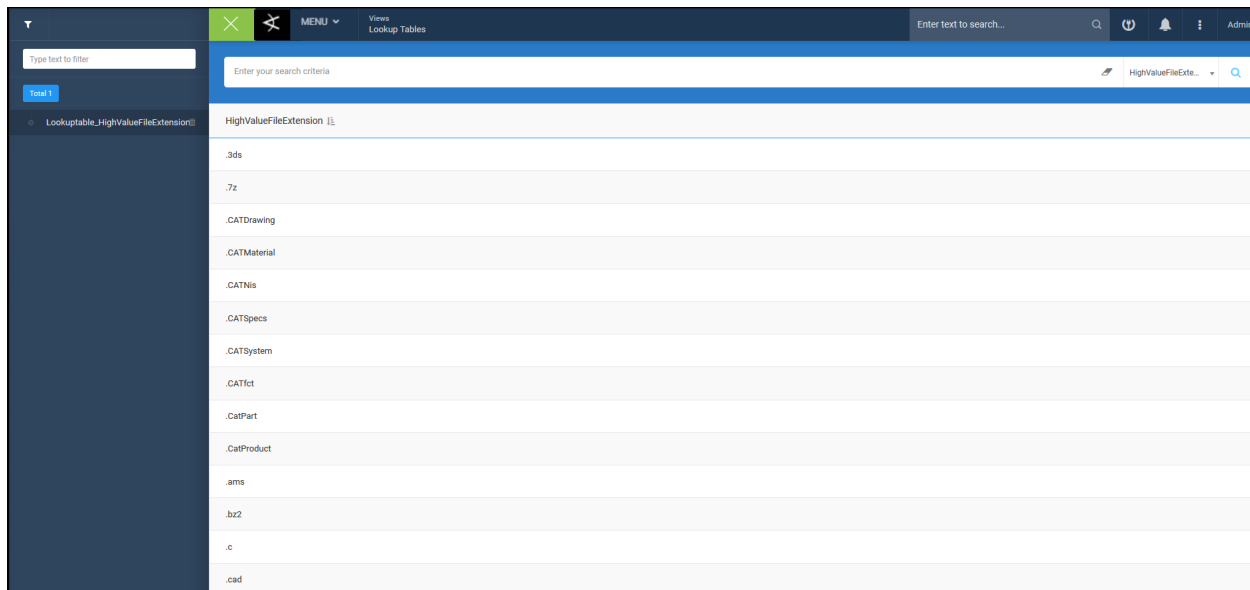 MENU
Views
Lookup Tables
Enter text to search...
Admi
Type text to filter
Enter your search criteria
HighValueFileExte...
Total 1
Lookuptable_HighValueFileExtension
HighValueFileExtension
.3ds
.7z
.CATDrawing
.CATMaterial
.CATNis
.CATSpecs
.CATSystem
.CATfct
.CatPart
.CatProduct
.ams
.bz2
.c
.cad